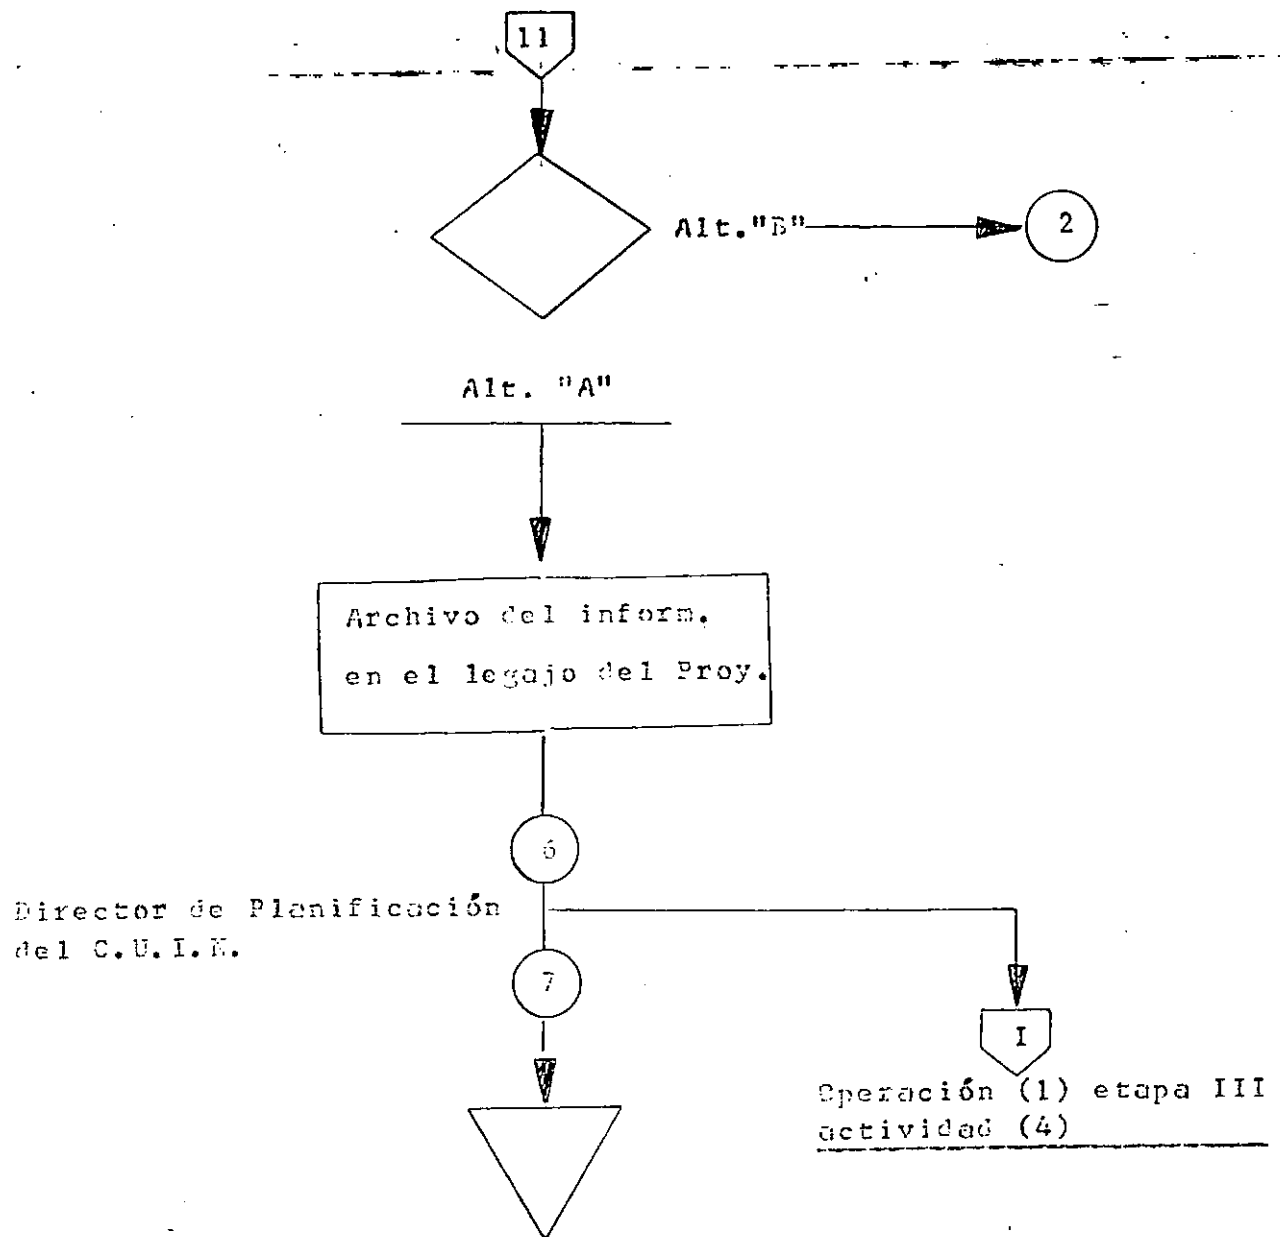 11
Alt."B"
2
Alt. "A"
Archivo del inform.
en el legajo del Proy.
6
Director de Planificación
del C.U.I.M.
7
I
Operación (1) etapa III
actividad (4)